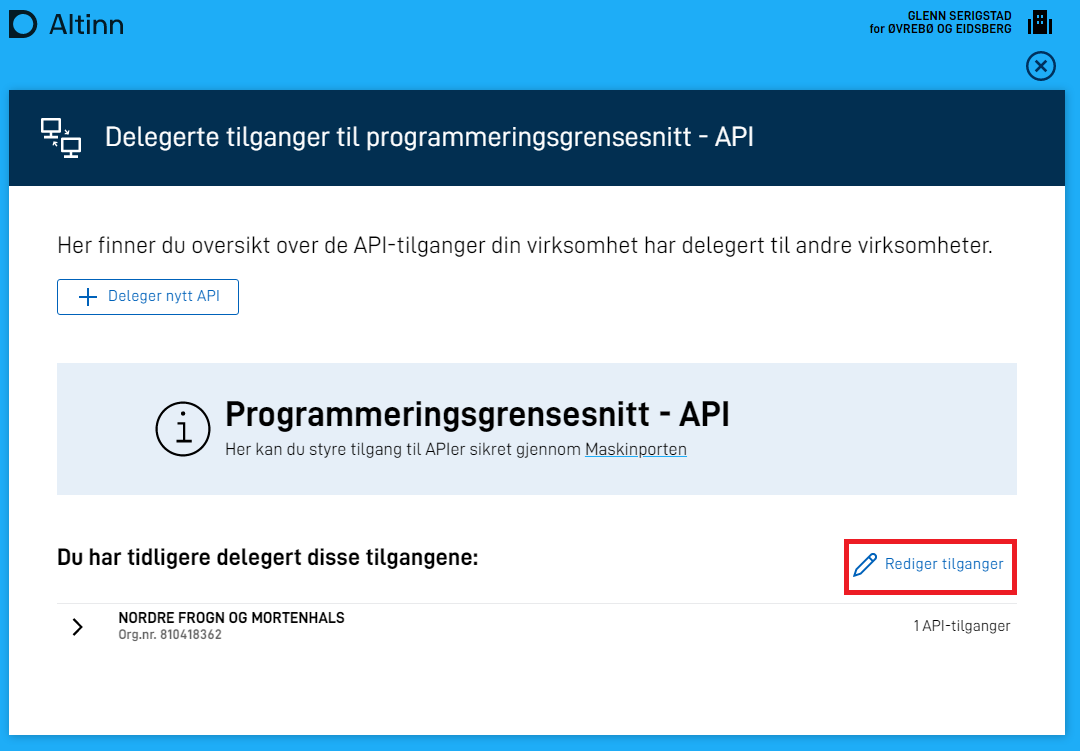 Altinn
GLENN SERIGSTAD
for ØVREBØ OG EIDSBERG
Delegerte tilganger til programmeringsgrensesnitt - API
Her finner du oversikt over de API-tilganger din virksomhet har delegert til andre virksomheter.
Deleger nytt API
Programmeringsgrensesnitt - API
Her kan du styre tilgang til APIer sikret gjennom Maskinporten
Du har tidligere delegert disse tilgangene:
Rediger tilganger
NORDRE FROGN OG MORTENHALS
Org.nr. 810418362
1 API-tilganger